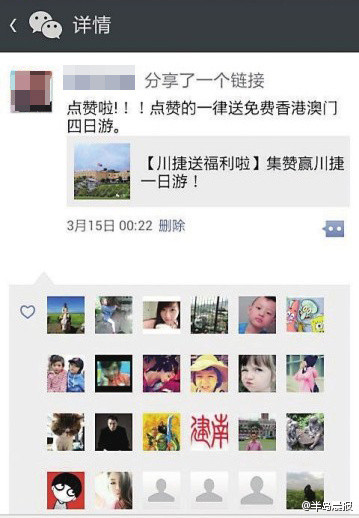 详情
分享了一个链接
点赞啦!！！点赞的一律送免费香港澳门
四日游。
【川捷送福利啦】集赞赢川捷
一日游！
3月15日 00:22 删除
建南
@半岛晨报